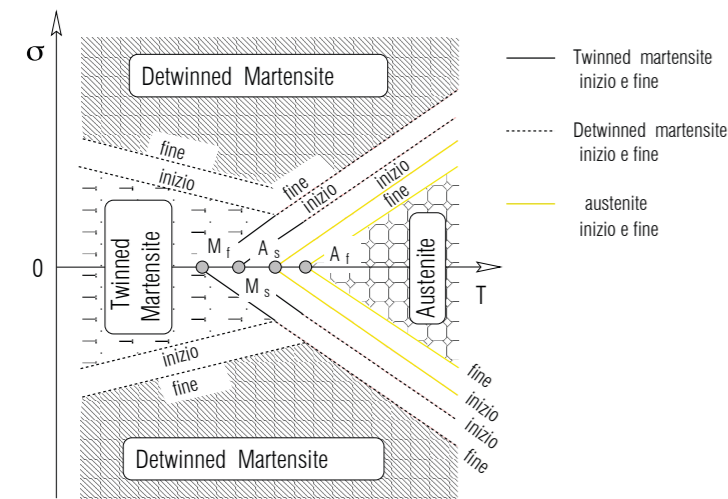 σ
Detwinned Martensite
Twinned martensite
inizio e fine
Detwinned martensite
inizio e fine
austenite
inizio e fine
fine
inizio
fine
inizio
inizio
fine
Twinned
Martensite
M f
A s
A f
M s
0
T
Austenite
inizio
fine
fine
inizio
inizio
fine
Detwinned Martensite